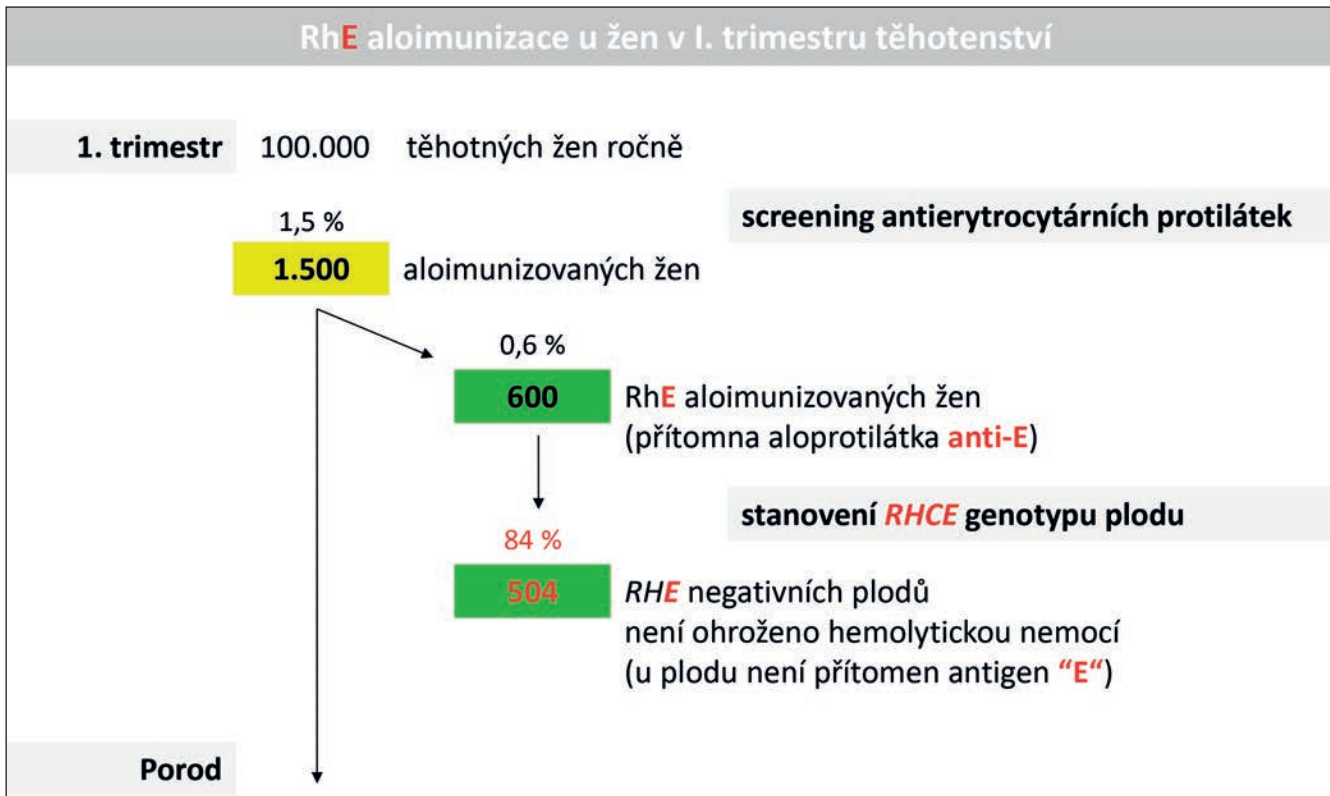 RhE aloimunizace u žen v I. trimestru těhotenství
1. trimestr 100.000 těhotných žen ročně
screening antierytrocytárních protilátek
1,5 %
1.500 aloimunizovaných žen
0,6 %
600 RhE aloimunizovaných žen
(přítomna aloprotilátka anti-E)
stanovení RHCE genotypu plodu
84 %
504 RHE negativních plodů
není ohroženo hemolytickou nemocí
(u plodu není přítomen antigen “E“)
Porod